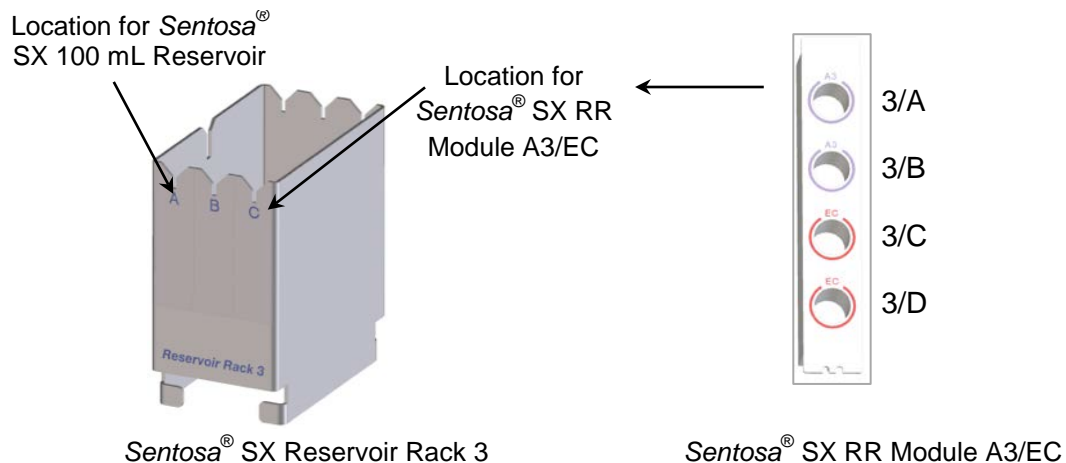 Location for Sentosa®
SX 100 mL Reservoir
Location for
Sentosa® SX RR
Module A3/EC
A B C
Reservoir Rack 3
A3
3/A
A3
3/B
EC
3/C
EC
3/D
Sentosa® SX Reservoir Rack 3
Sentosa® SX RR Module A3/EC